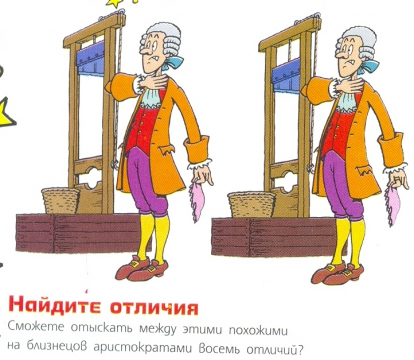 Найдите отличия
Сможете отыскать между этими похожими
на близнецов аристократами восемь отличий?